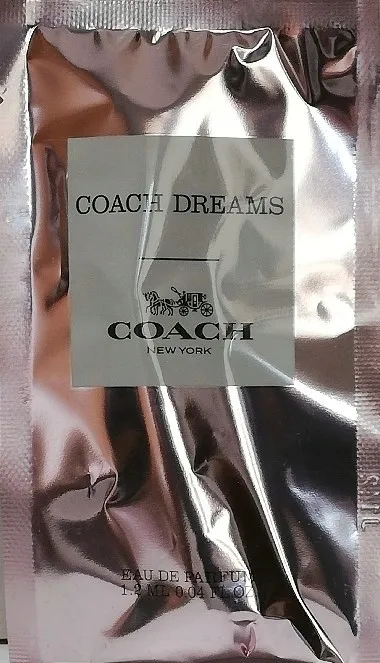 COACH DREAMS
COACH
NEW YORK
EAU DE PARFUM
1.2 ML 0.04 FL.OZ